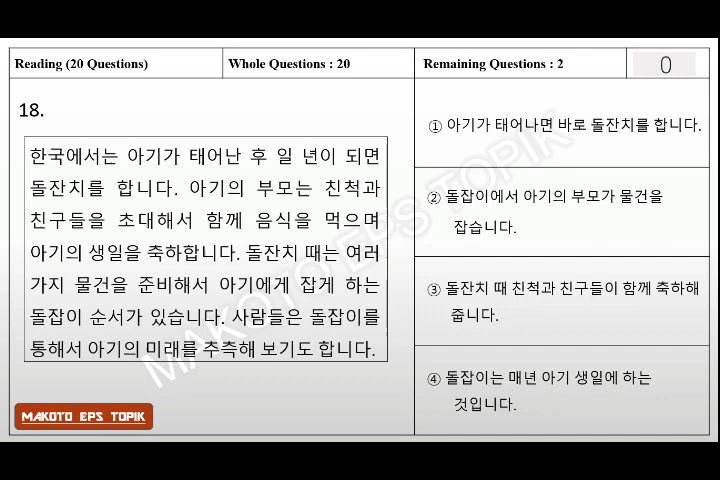 Reading (20 Questions)
Whole Questions : 20
Remaining Questions : 2
0
18.
한국에서는 아기가 태어난 후 일 년이 되면
돌잔치를 합니다. 아기의 부모는 친척과
친구들을 초대해서 함께 음식을 먹으며
아기의 생일을 축하합니다. 돌잔치 때는 여러
가지 물건을 준비해서 아기에게 잡게 하는
돌잡이 순서가 있습니다. 사람들은 돌잡이를
통해서 아기의 미래를 추측해 보기도 합니다.
① 아기가 태어나면 바로 돌잔치를 합니다.
② 돌잡이에서 아기의 부모가 물건을
잡습니다.
③ 돌잔치 때 친척과 친구들이 함께 축하해
줍니다.
④ 돌잡이는 매년 아기 생일에 하는
것입니다.
MAKOTO EPS TOPIK
MAKOTO EPS TOPIK